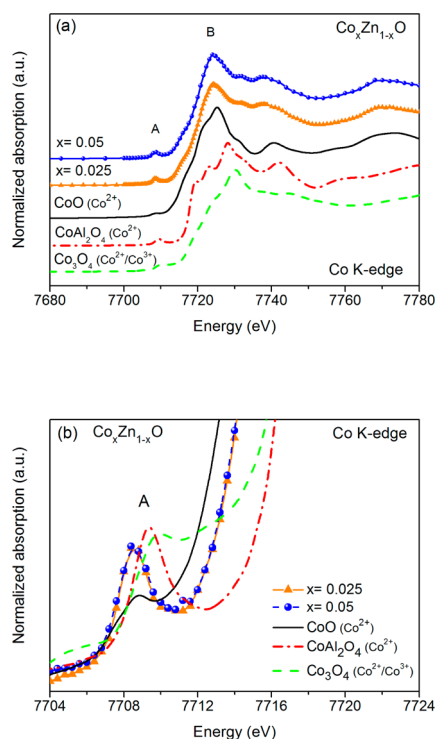 (a)
B
CoxZn1-xO
A
x= 0.05
x= 0.025
CoO (Co2+)
CoAl2O4 (Co2+)
Co3O4 (Co2+/Co3+)
Co K-edge
Normalized absorption (a.u.)
7680 7700 7720 7740 7760 7780
Energy (eV)
(b) CoxZn1-xO Co K-edge
A
x= 0.025
x= 0.05
CoO (Co2+)
CoAl2O4 (Co2+)
Co3O4 (Co2+/Co3+)
Normalized absorption (a.u.)
7704 7708 7712 7716 7720 7724
Energy (eV)